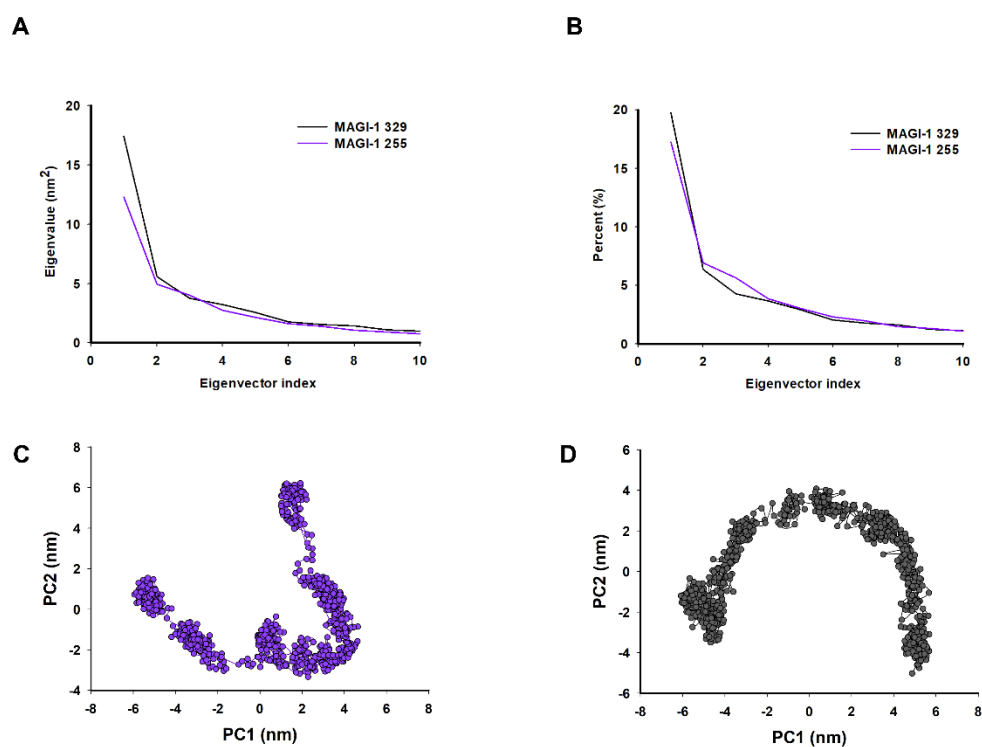 A
20
15
10
5
0
0 2 4 6 8 10
Eigenvalue (nm²)
Eigenvector index
MAGI-1 329
MAGI-1 255
B
20
15
10
5
0
0 2 4 6 8 10
Percent (%)
Eigenvector index
MAGI-1 329
MAGI-1 255
C
8
6
4
2
0
-2
-4
-8 -6 -4 -2 0 2 4 6 8
PC2 (nm)
PC1 (nm)
D
6
4
2
0
-2
-4
-6
-8 -6 -4 -2 0 2 4 6 8
PC2 (nm)
PC1 (nm)